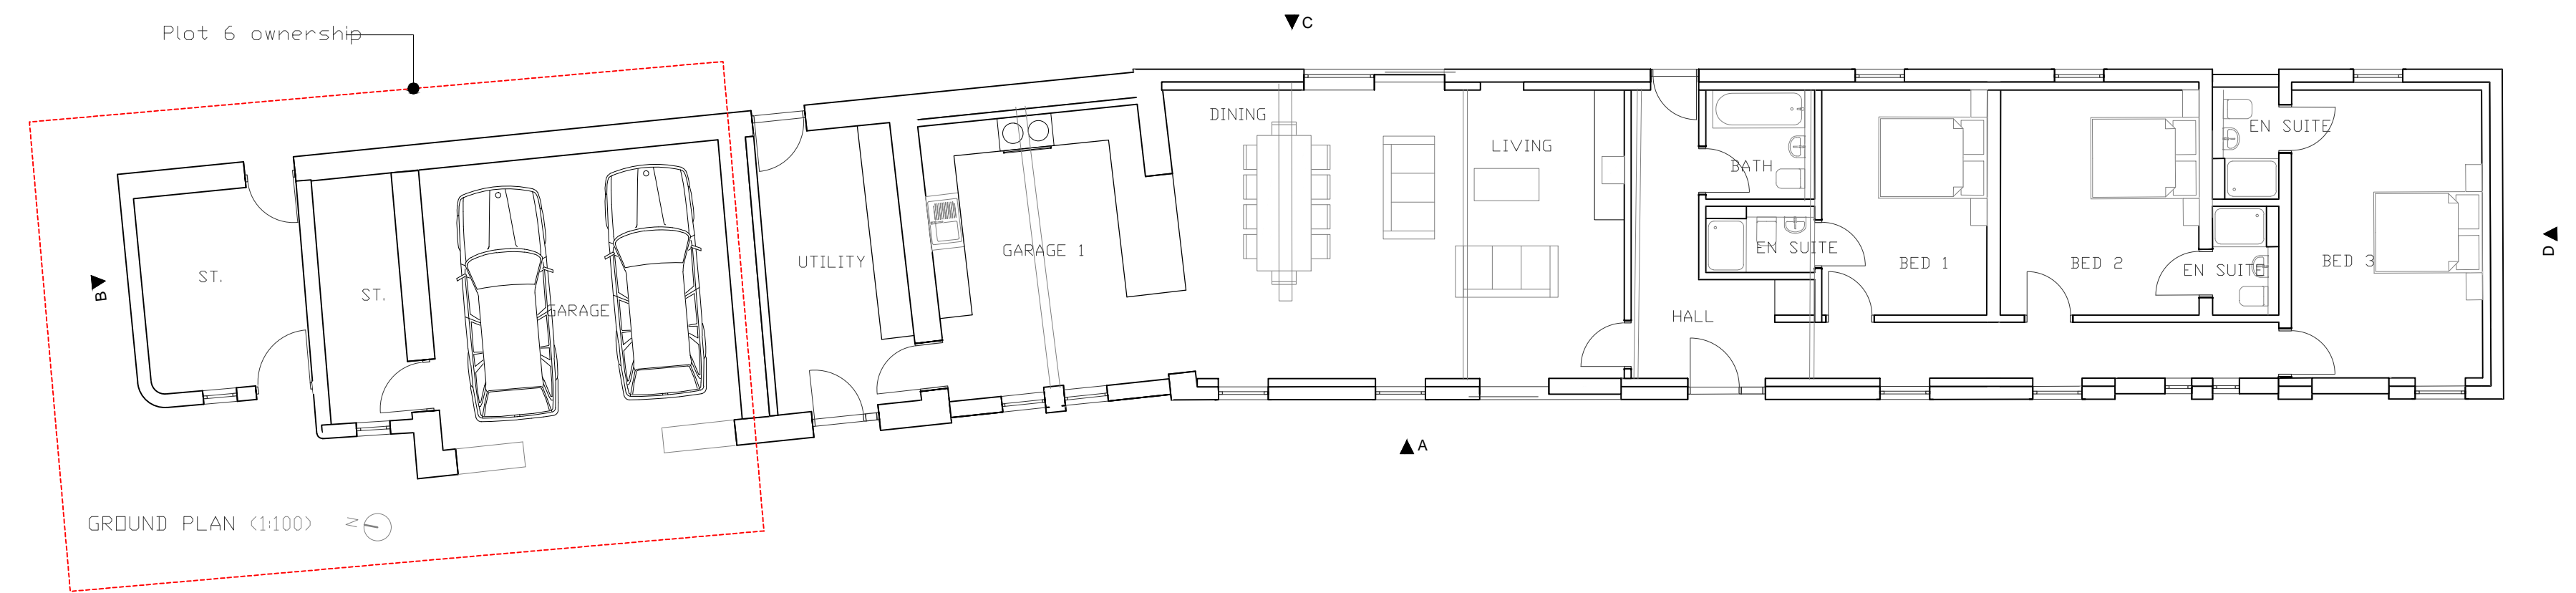 Plot 6 ownership
C
DINING
LIVING
EN SUITE
BATH
EN SUITE
GARAGE 1
UTILITY
BED 1
BED 2
EN SUITE
BED 3
D
ST.
ST.
B
GARAGE
HALL
A
GROUND PLAN (1:100)
N